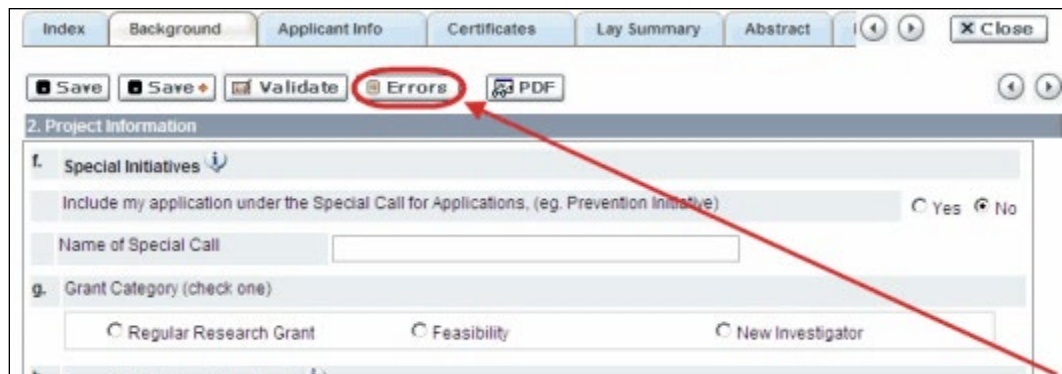 Index Background Applicant Info Certificates Lay Summary Abstract Close
Save Save Validate Errors PDF
2. Project Information
f. Special Initiatives
Include my application under the Special Call for Applications, (eg. Prevention Initiative) Yes No
Name of Special Call
g. Grant Category (check one)
Regular Research Grant Feasibility New Investigator